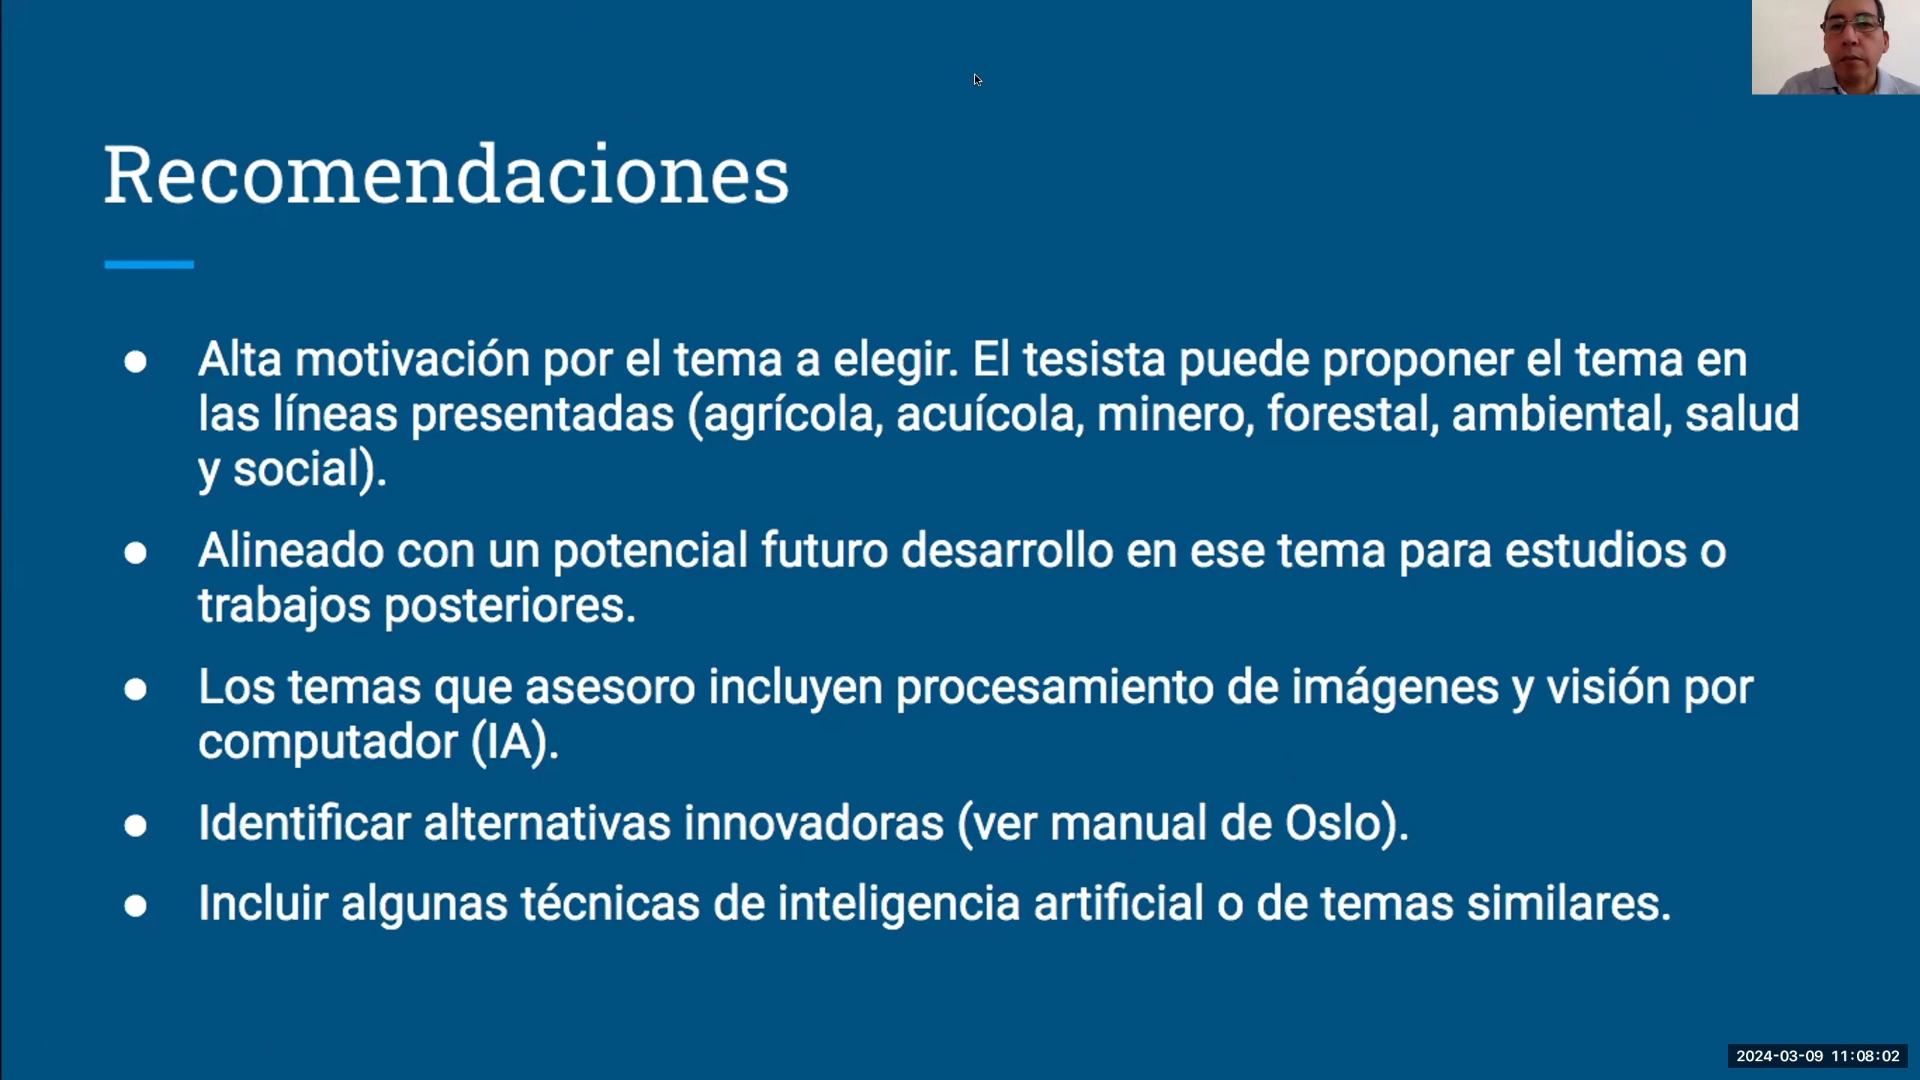 Recomendaciones
● Alta motivación por el tema a elegir. El tesista puede proponer el tema en
las líneas presentadas (agrícola, acuícola, minero, forestal, ambiental, salud
y social).
● Alineado con un potencial futuro desarrollo en ese tema para estudios o
trabajos posteriores.
● Los temas que asesoro incluyen procesamiento de imágenes y visión por
computador (IA).
● Identificar alternativas innovadoras (ver manual de Oslo).
● Incluir algunas técnicas de inteligencia artificial o de temas similares.
2024-03-09 11:08:02